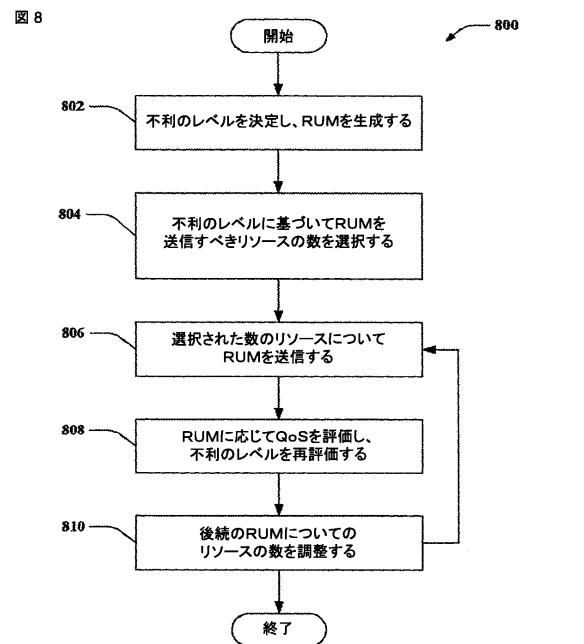 図8
800
開始
802
不利のレベルを決定し、RUMを生成する
804
不利のレベルに基づいてRUMを
送信すべきリソースの数を選択する
806
選択された数のリソースについて
RUMを送信する
808
RUMに応じてQoSを評価し、
不利のレベルを再評価する
810
後続のRUMについての
リソースの数を調整する
終了